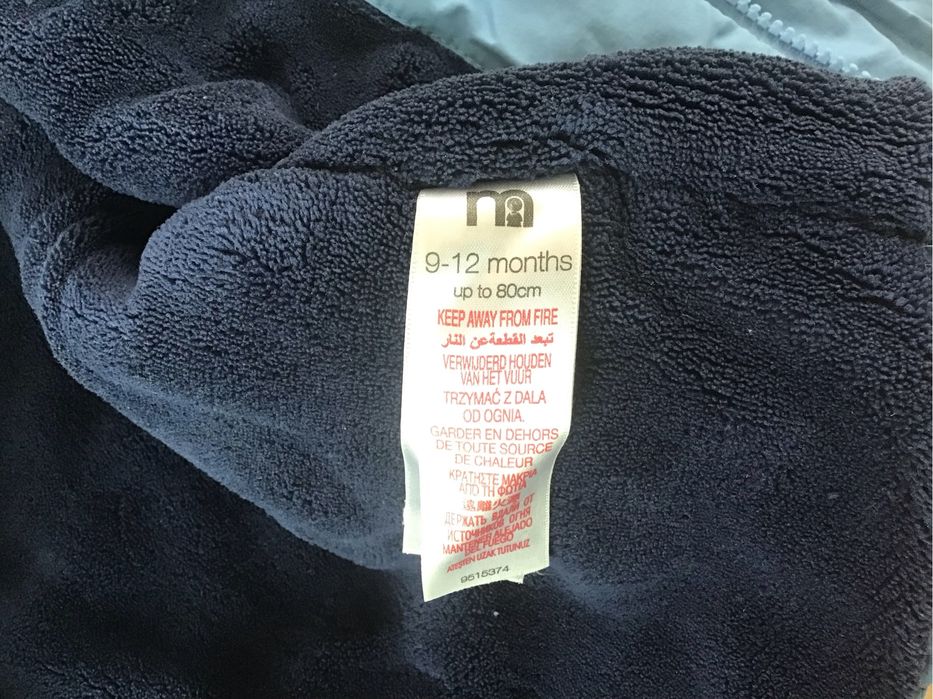 m
9-12 months
up to 80cm
KEEP AWAY FROM FIRE
تبعد القطعة عن النار
VERWIJDERD HOUDEN
VAN HET VUUR
TRZYMAĆ Z DALA
OD OGNIA.
GARDER EN DEHORS
DE TOUTE SOURCE
DE CHALEUR
ΚΡΑΤΗΣΤΕ ΜΑΚΡΙΑ
ΑΠΟ ΤΗ ΦΩΤΙΑ
ДЕРЖАТЬ ВДАЛИ ОТ
ИСТОЧНИКОВ ОГНЯ
MANTENER ALEJADO
DEL FUEGO
ATEŞTEN UZAK TUTUNUZ
9515374